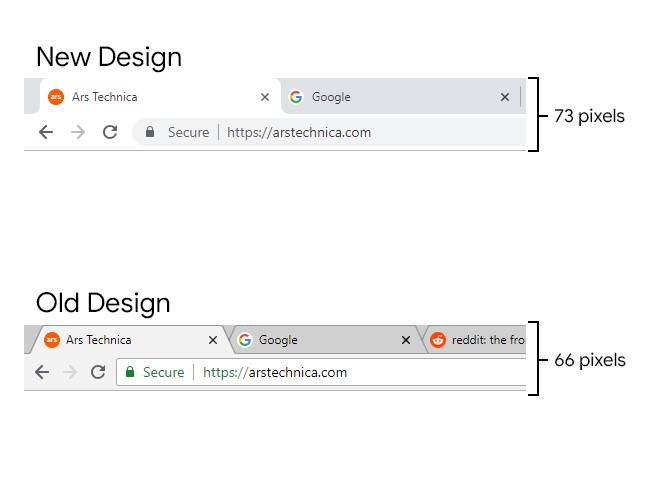 New Design
ars Ars Technica Google
73 pixels
Secure https://arstechnica.com
Old Design
ars Ars Technica Google reddit: the fro
66 pixels
Secure https://arstechnica.com